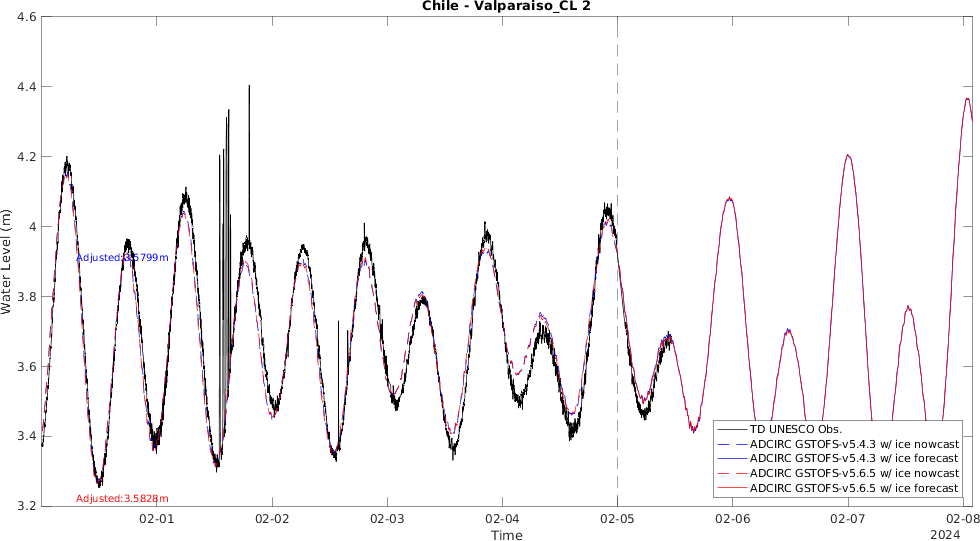 Chile - Valparaiso_CL 2
4.6
4.4
4.2
4
3.8
3.6
3.4
3.2
Water Level (m)
Adjusted:3.5799m
Adjusted:3.5828m
TD UNESCO Obs.
ADCIRC GSTOFS-v5.4.3 w/ ice nowcast
ADCIRC GSTOFS-v5.4.3 w/ ice forecast
ADCIRC GSTOFS-v5.6.5 w/ ice nowcast
ADCIRC GSTOFS-v5.6.5 w/ ice forecast
02-01 02-02 02-03 02-04 02-05 02-06 02-07 02-08
Time
2024